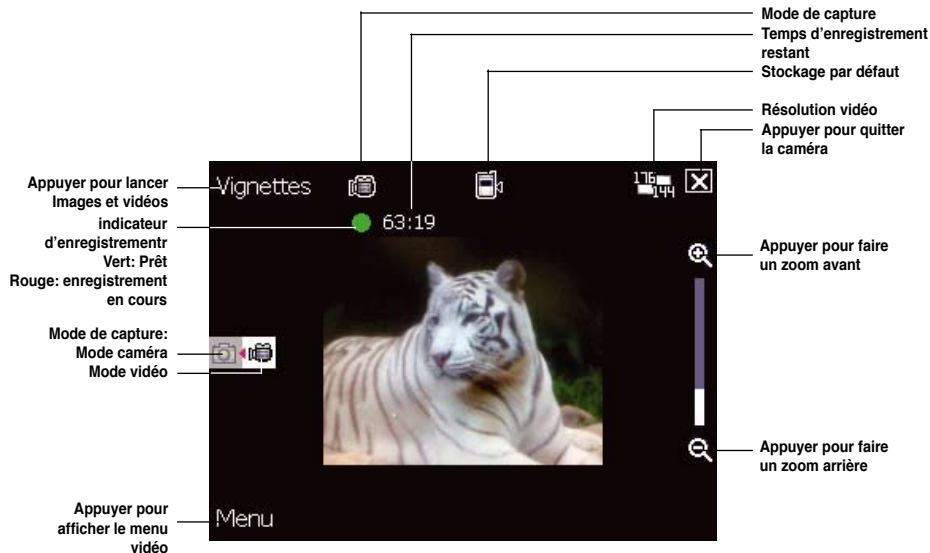 Mode de capture
Temps d'enregistrement
restant
Stockage par défaut
Résolution vidéo
Appuyer pour quitter
la caméra
Appuyer pour lancer
Images et vidéos
indicateur
d'enregistrementr
Vert: Prêt
Rouge: enregistrement
en cours
Mode de capture:
Mode caméra
Mode vidéo
Appuyer pour
afficher le menu
vidéo
Vignettes
176
144
63:19
Menu
Appuyer pour faire
un zoom avant
Appuyer pour faire
un zoom arrière